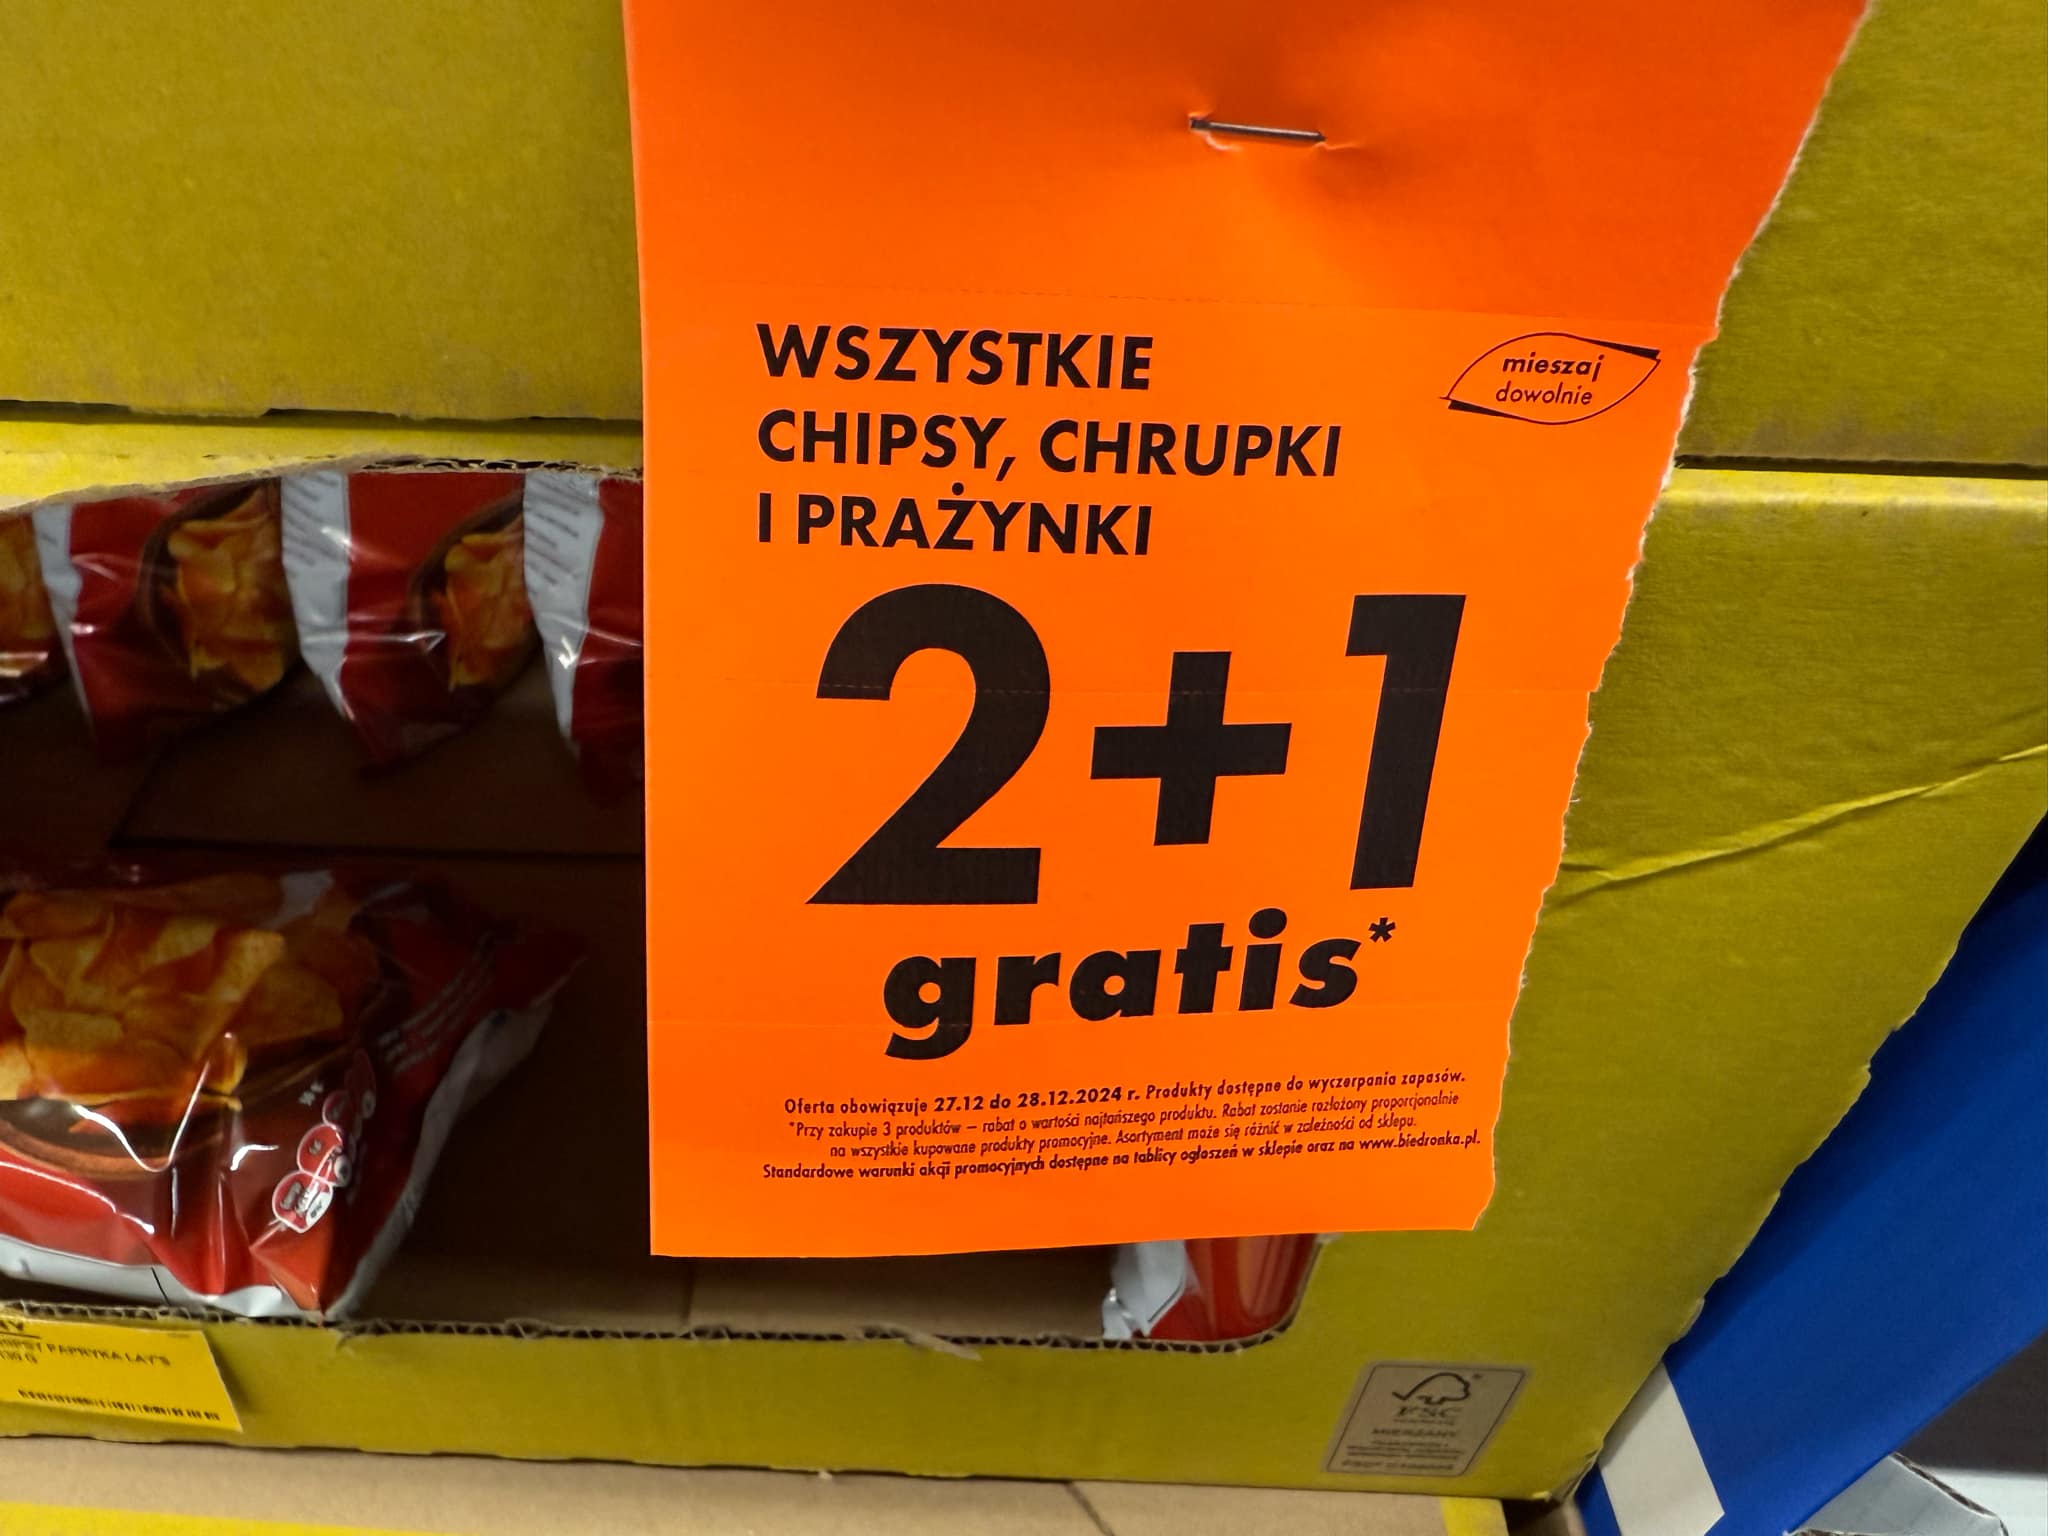 WSZYSTKIE
CHIPSY, CHRUPKI
I PRAŻYNKI
mieszaj
dowolnie
2+1
gratis*
Oferta obowiązuje 27.12 do 28.12.2024 r. Produkty dostępne do wyczerpania zapasów.
*Przy zakupie 3 produktów – rabat o wartości najtańszego produktu. Rabat zostanie rozłożony proporcjonalnie
na wszystkie kupowane produkty promocyjne. Asortyment może się różnić w zależności od sklepu.
Standardowe warunki akcji promocyjnych dostępne na tablicy ogłoszeń w sklepie oraz na www.biedronka.pl.
PAPRYKA LAY'S
FSC